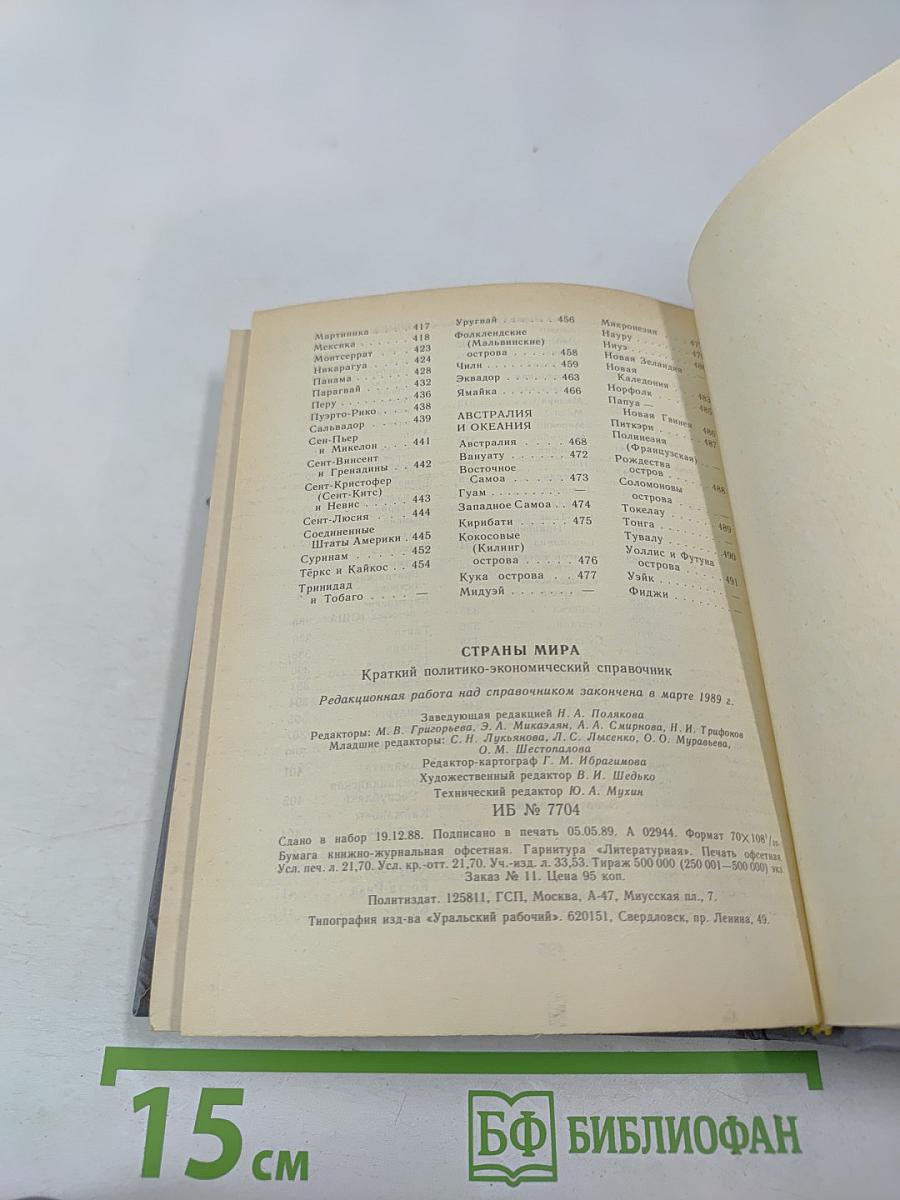 Мартиника . . . . 417
Мексика . . . . . 418
Монтсеррат . . . 423
Никарагуа . . . . 424
Панама . . . . . 428
Парагвай . . . . 432
Перу . . . . . . . 436
Пуэрто-Рико . . . 438
Сальвадор . . . . 439
Сен-Пьер
и Микелон . . . 441
Сент-Винсент
и Гренадины . . 442
Сент-Кристофер
(Сент-Китс)
и Невис . . . . . 443
Сент-Люсия . . . 444
Соединенные
Штаты Америки . 445
Суринам . . . . . 452
Тёркс и Кайкос . . 454
Тринидад
и Тобаго . . . . —
Уругвай . . . . . 456
Фолклендские
(Мальвинские)
острова . . . . . 458
Чили . . . . . . . . 459
Эквадор . . . . . 463
Ямайка . . . . . . 466
АВСТРАЛИЯ
И ОКЕАНИЯ
Австралия . . . . 468
Вануату . . . . . . 472
Восточное
Самоа . . . . . . 473
Гуам . . . . . . . . . —
Западное Самоа . . 474
Кирибати . . . . . 475
Кокосовые
(Килинг)
острова . . . . . 476
Кука острова . . 477
Мидуэй . . . . . . . —
Микронезия
Науру . . . .
Ниуэ . . . . .
Новая Зеландия
Новая
Каледония . . 483
Норфолк . . . . 485
Папуа —
Новая Гвинея 486
Питкэрн . . . . 487
Полинезия
(Французская) . —
Рождества
остров . . . . .
Соломоновы 488
острова . . . .
Токелау . . . . .
Тонга . . . . . . 489
Тувалу . . . . . —
Уоллис и Футуна 490
острова . . . .
Уэйк . . . . . . 491
Фиджи . . . . . —
СТРАНЫ МИРА
Краткий политико-экономический справочник
Редакционная работа над справочником закончена в марте 1989 г.
Заведующая редакцией Н. А. Полякова
Редакторы: М. В. Григорьева, Э. А. Микаэлян, А. А. Смирнова, Н. И. Трифонов
Младшие редакторы: С. Н. Лукьянова, Л. С. Лысенко, О. О. Муравьева,
О. М. Шестопалова
Редактор-картограф Г. М. Ибрагимова
Художественный редактор В. И. Шедько
Технический редактор Ю. А. Мухин
ИБ № 7704
Сдано в набор 19.12.88. Подписано в печать 05.05.89. А 02944. Формат 70×108¹/₃₂.
Бумага книжно-журнальная офсетная. Гарнитура «Литературная». Печать офсетная.
Усл. печ. л. 21,70. Усл. кр.-отт. 21,70. Уч.-изд. л. 33,53. Тираж 500 000 (250 001—500 000) экз.
Заказ № 11. Цена 95 коп.
Политиздат. 125811, ГСП, Москва, А-47, Миусская пл., 7.
Типография изд-ва «Уральский рабочий». 620151, Свердловск, пр. Ленина, 49.
15 см
БФ БИБЛИОФАН